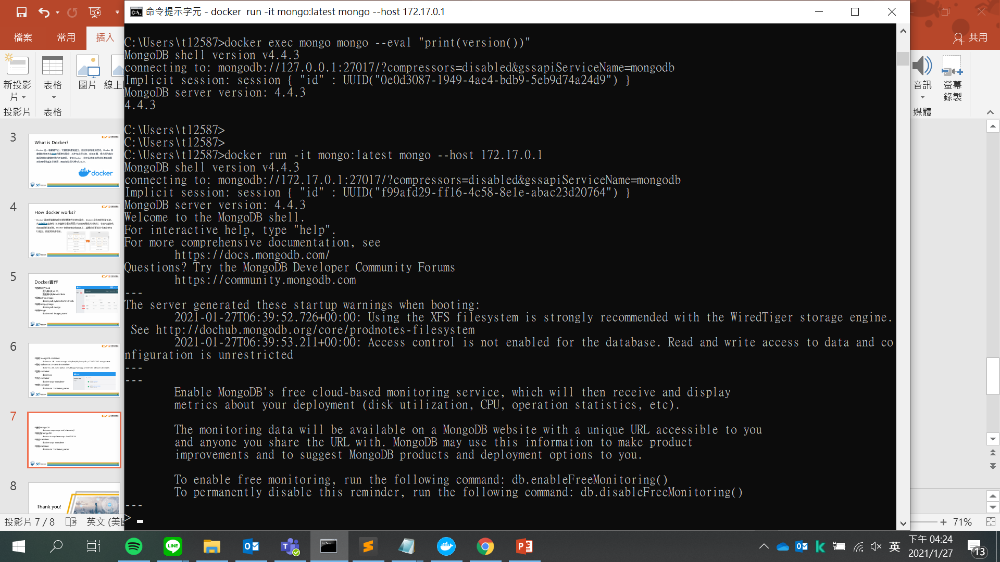 命令提示字元 - docker  run -it mongo:latest mongo --host 172.17.0.1
檔案
常用
插入
共用
新投影
片
表格
圖片
投影片
表格
音訊
螢幕
錄製
媒體
C:\Users\tl2587>docker exec mongo mongo --eval "print(version())"
MongoDB shell version v4.4.3
connecting to: mongodb://127.0.0.1:27017/?compressors=disabled&gssapiServiceName=mongodb
Implicit session: session { "id" : UUID("0e0d3087-1949-4ae4-bdb9-5eb9d74a24d9") }
MongoDB server version: 4.4.3
4.4.3
C:\Users\tl2587>
C:\Users\tl2587>
C:\Users\tl2587>docker run -it mongo:latest mongo --host 172.17.0.1
MongoDB shell version v4.4.3
connecting to: mongodb://172.17.0.1:27017/?compressors=disabled&gssapiServiceName=mongodb
Implicit session: session { "id" : UUID("f99afd29-ff16-4c58-8e1e-abac23d20764") }
MongoDB server version: 4.4.3
Welcome to the MongoDB shell.
For interactive help, type "help".
For more comprehensive documentation, see
https://docs.mongodb.com/
Questions? Try the MongoDB Developer Community Forums
https://community.mongodb.com
---
The server generated these startup warnings when booting:
2021-01-27T06:39:52.726+00:00: Using the XFS filesystem is strongly recommended with the WiredTiger storage engine.
See http://dochub.mongodb.org/core/prodnotes-filesystem
2021-01-27T06:39:53.211+00:00: Access control is not enabled for the database. Read and write access to data and co
nfiguration is unrestricted
---
---
Enable MongoDB's free cloud-based monitoring service, which will then receive and display
metrics about your deployment (disk utilization, CPU, operation statistics, etc).
The monitoring data will be available on a MongoDB website with a unique URL accessible to you
and anyone you share the URL with. MongoDB may use this information to make product
improvements and to suggest MongoDB products and deployment options to you.
To enable free monitoring, run the following command: db.enableFreeMonitoring()
To permanently disable this reminder, run the following command: db.disableFreeMonitoring()
---
>
3
What is Docker?
docker
4
How docker works?
5
Docker實作
6
7
8
Thank you!
投影片 7 / 8
英文 (美
71%
英
下午 04:24
2021/1/27
13